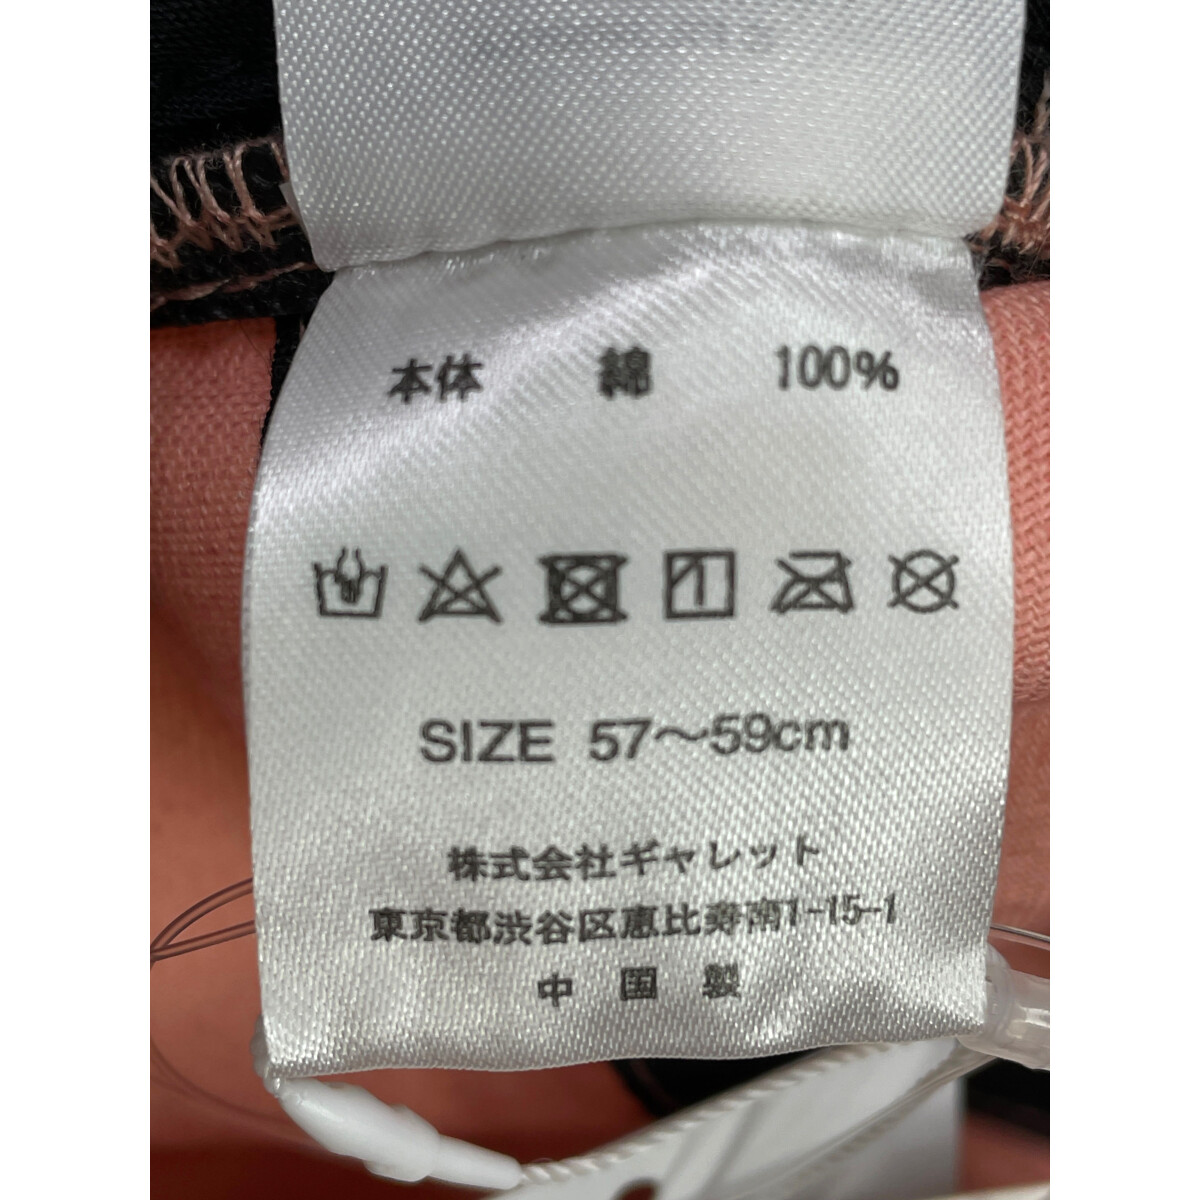 本体 綿 100%
SIZE 57～59cm
株式会社ギャレット
東京都渋谷区恵比寿南1-15-1
中国製